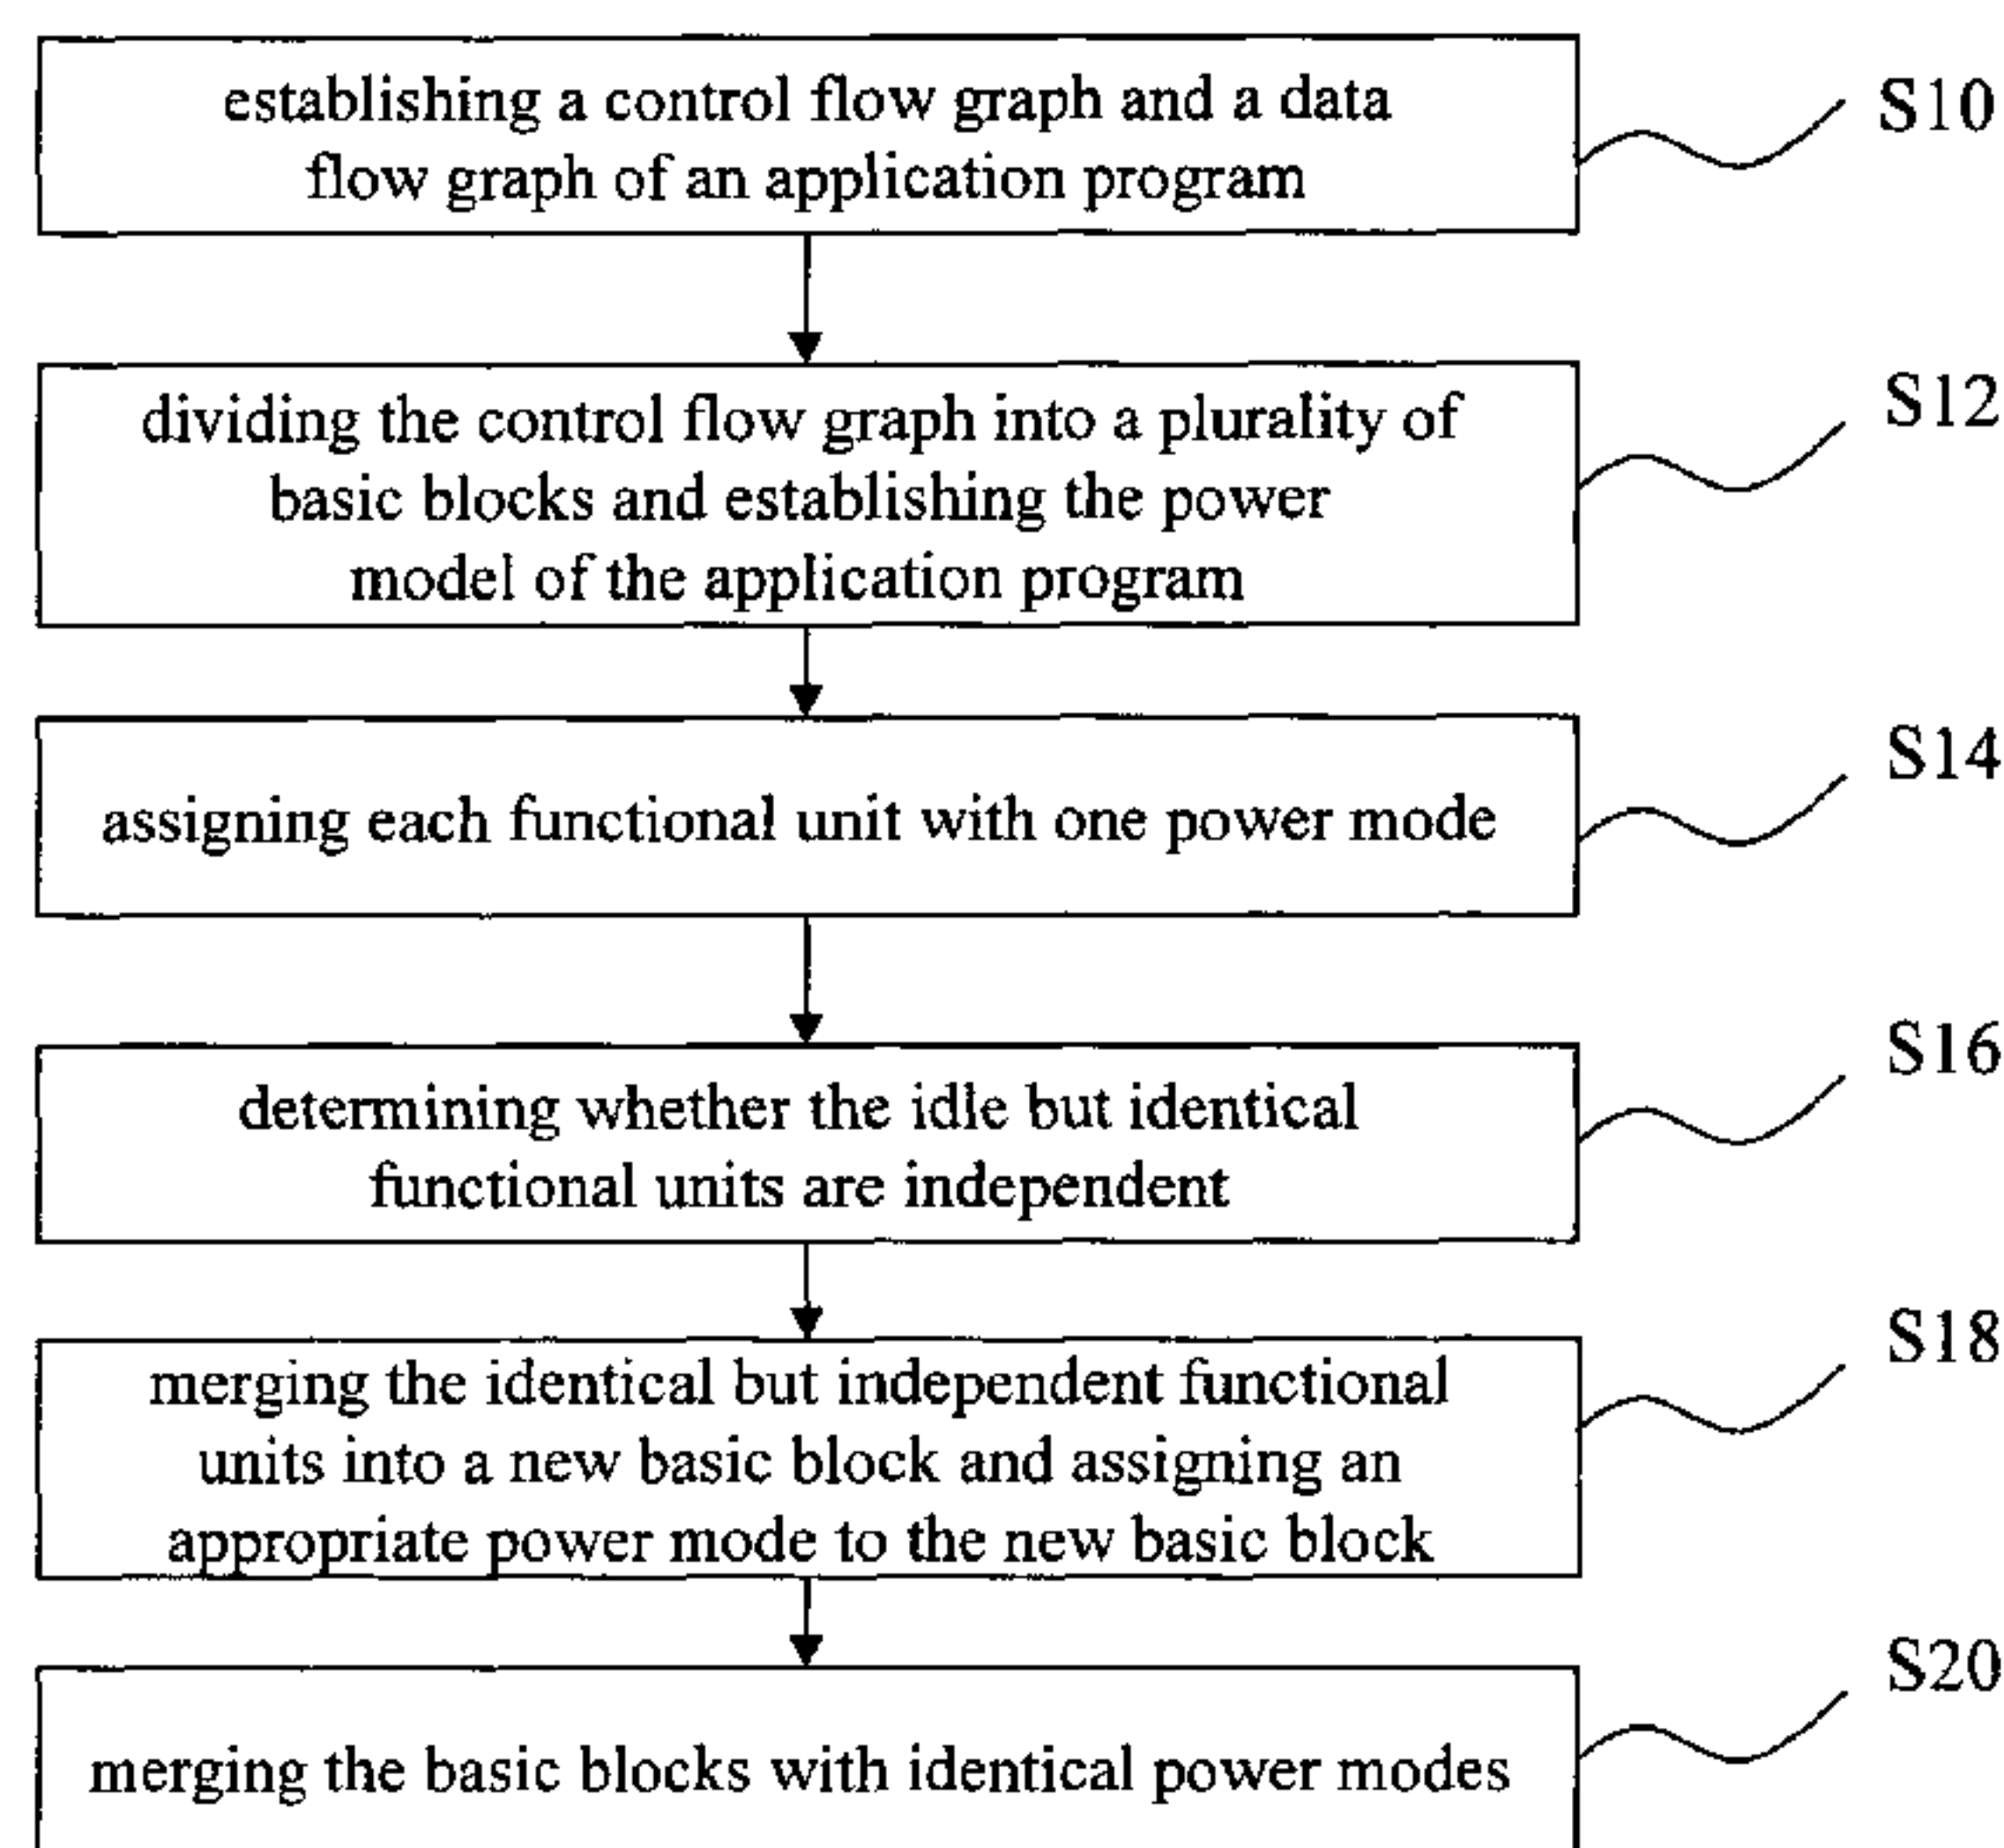 establishing a control flow graph and a data
flow graph of an application program
S10
dividing the control flow graph into a plurality of
basic blocks and establishing the power
model of the application program
S12
assigning each functional unit with one power mode
S14
determining whether the idle but identical
functional units are independent
S16
merging the identical but independent functional
units into a new basic block and assigning an
appropriate power mode to the new basic block
S18
merging the basic blocks with identical power modes
S20